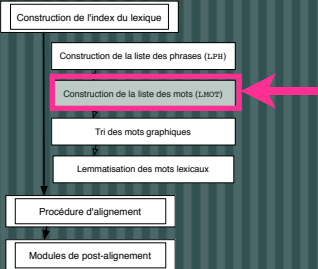 Construction de l'index du lexique
Construction de la liste des phrases (LPH)
Construction de la liste des mots (LMOT)
Tri des mots graphiques
Lemmatisation des mots lexicaux
Procédure d'alignement
Modules de post-alignement